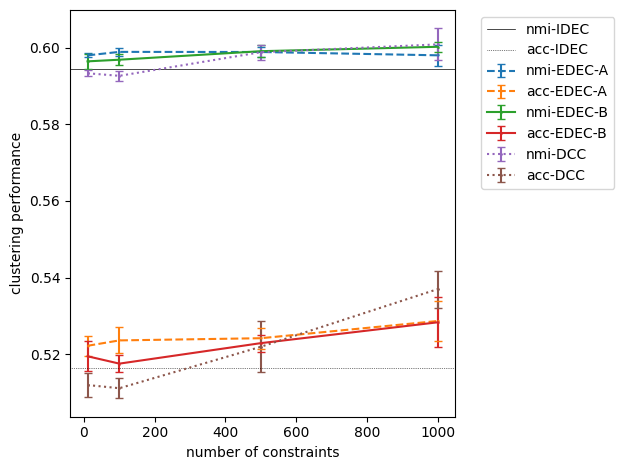 clustering performance
0.60
0.58
0.56
0.54
0.52
0 200 400 600 800 1000
number of constraints
nmi-IDEC
acc-IDEC
nmi-EDEC-A
acc-EDEC-A
nmi-EDEC-B
acc-EDEC-B
nmi-DCC
acc-DCC